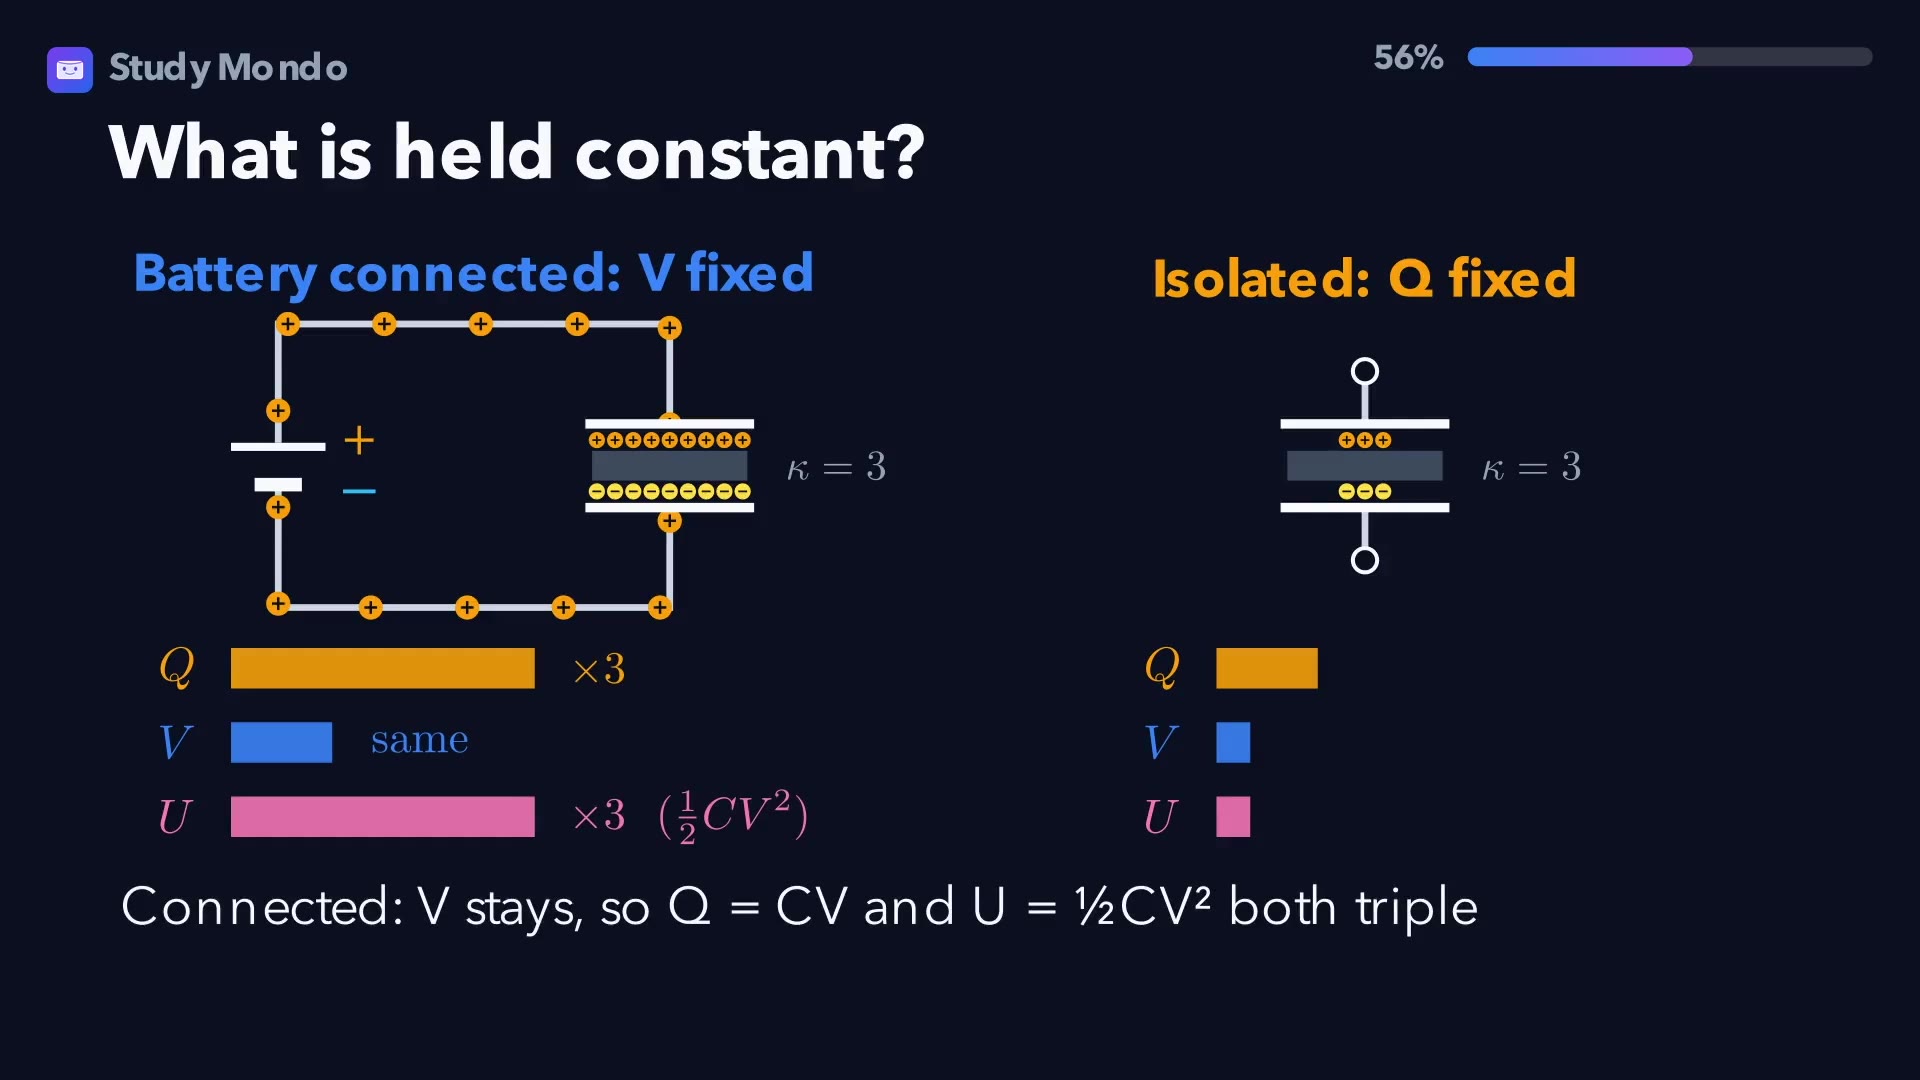 Study Mondo
56%
What is held constant?
Battery connected: V fixed
Isolated: Q fixed
+
−
κ = 3
κ = 3
Q ×3
V same
U ×3 (½CV²)
Q
V
U
Connected: V stays, so Q = CV and U = ½CV² both triple